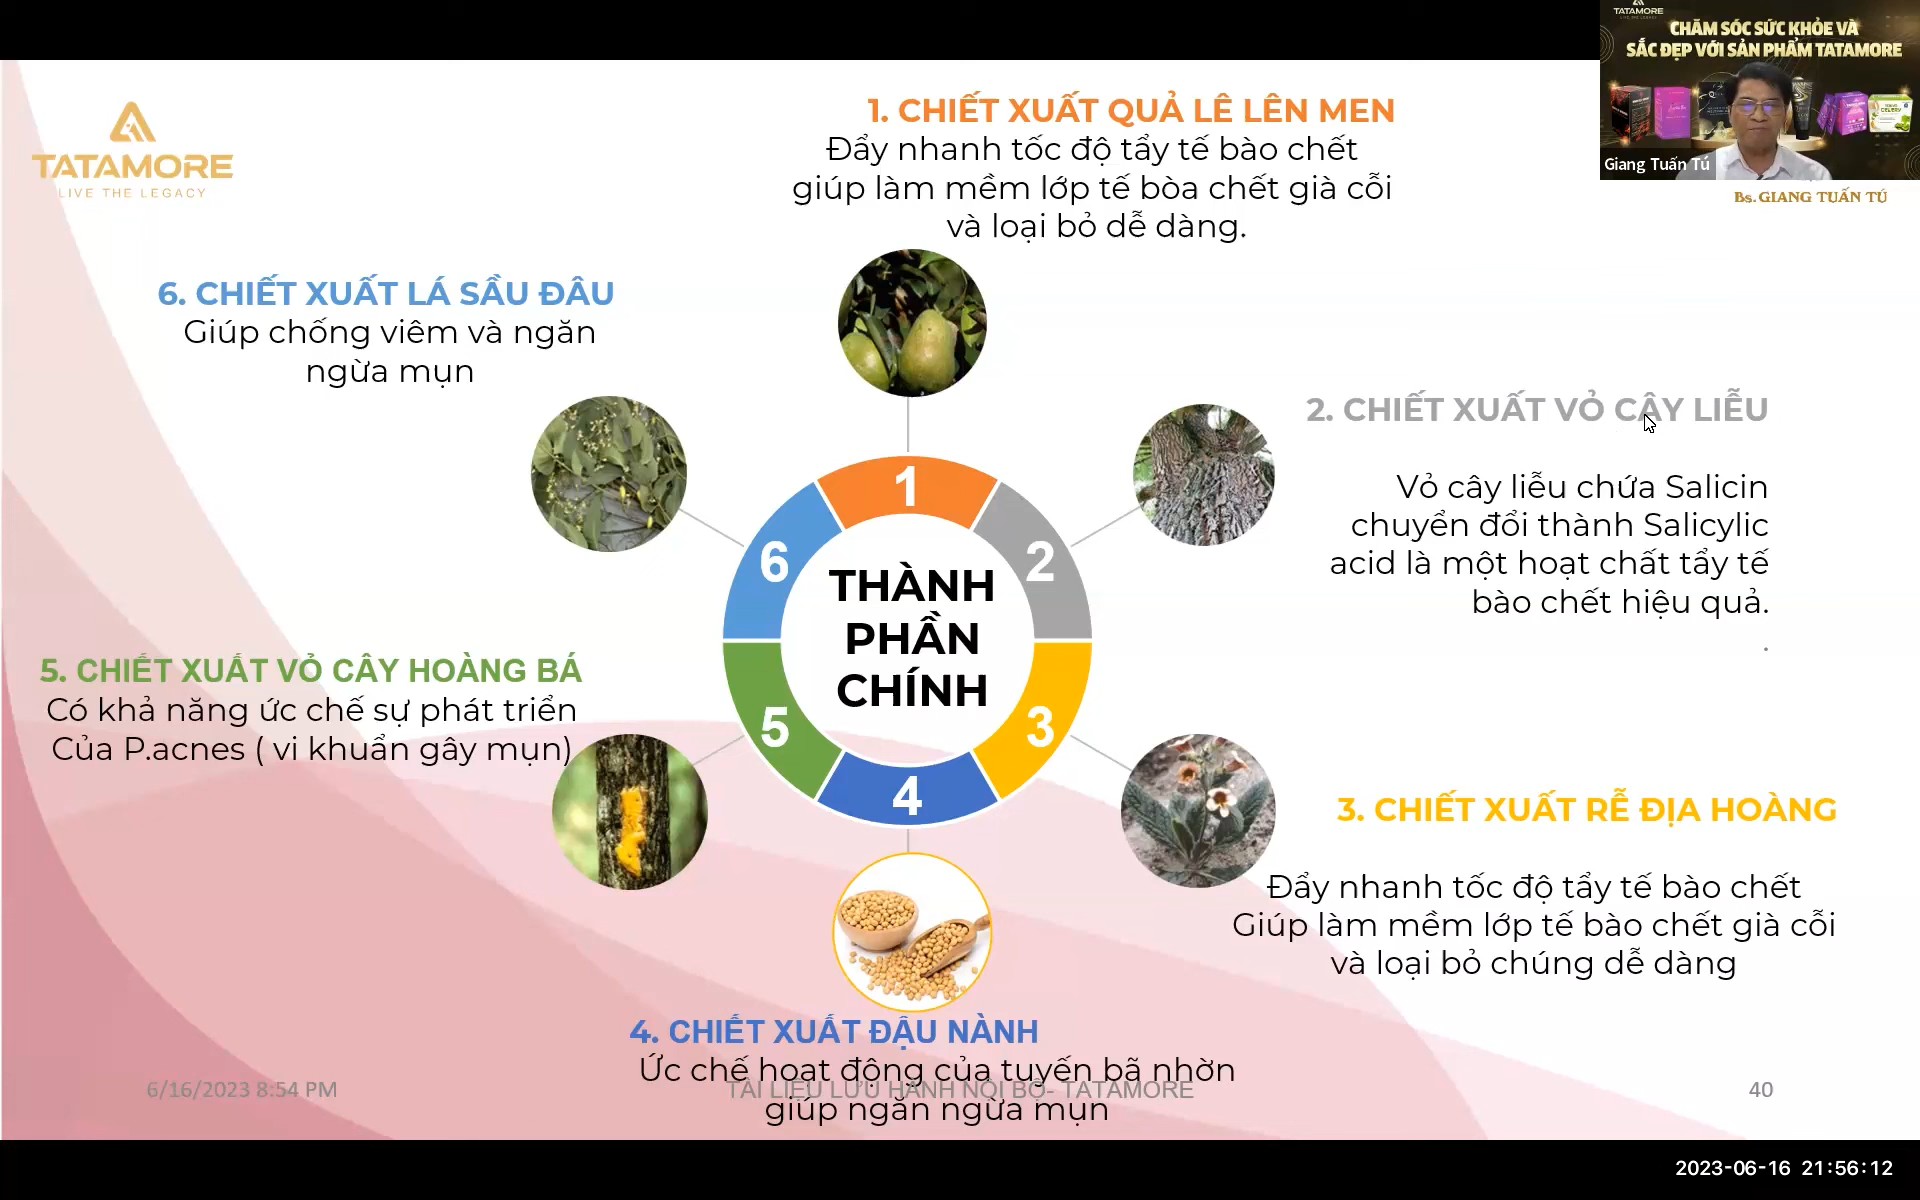 TATAMORE
LIVE THE LEGACY
1. CHIẾT XUẤT QUẢ LÊ LÊN MEN
Đẩy nhanh tốc độ tẩy tế bào chết
giúp làm mềm lớp tế bòa chết già cỗi
và loại bỏ dễ dàng.
TATAMORE
CHĂM SÓC SỨC KHỎE VÀ
SẮC ĐẸP VỚI SẢN PHẨM TATAMORE
Giang Tuấn Tú
Bs. GIANG TUẤN TÚ
6. CHIẾT XUẤT LÁ SẦU ĐÂU
Giúp chống viêm và ngăn
ngừa mụn
2. CHIẾT XUẤT VỎ CÂY LIỄU
Vỏ cây liễu chứa Salicin
chuyển đổi thành Salicylic
acid là một hoạt chất tẩy tế
bào chết hiệu quả.
.
1
2
3
4
5
6
THÀNH
PHẦN
CHÍNH
5. CHIẾT XUẤT VỎ CÂY HOÀNG BÁ
Có khả năng ức chế sự phát triển
Của P.acnes ( vi khuẩn gây mụn)
3. CHIẾT XUẤT RỄ ĐỊA HOÀNG
Đẩy nhanh tốc độ tẩy tế bào chết
Giúp làm mềm lớp tế bào chết già cỗi
và loại bỏ chúng dễ dàng
4. CHIẾT XUẤT ĐẬU NÀNH
Ức chế hoạt động của tuyến bã nhờn
giúp ngăn ngừa mụn
6/16/2023 8:54 PM
TÀI LIỆU LƯU HÀNH NỘI BỘ- TATAMORE
40
2023-06-16 21:56:12